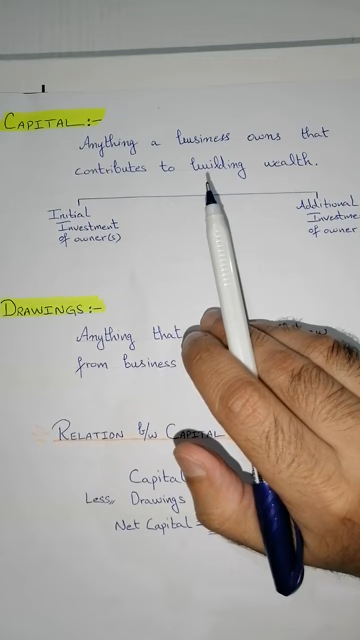 CAPITAL :-
Anything a business owns that
contributes to building wealth.
Initial
Investment
of owner(s)
Additional
Investme
of owner
DRAWINGS :-
Anything that
from business
RELATION b/w CAPITAL
Capital
Less,, Drawings
Net Capital =